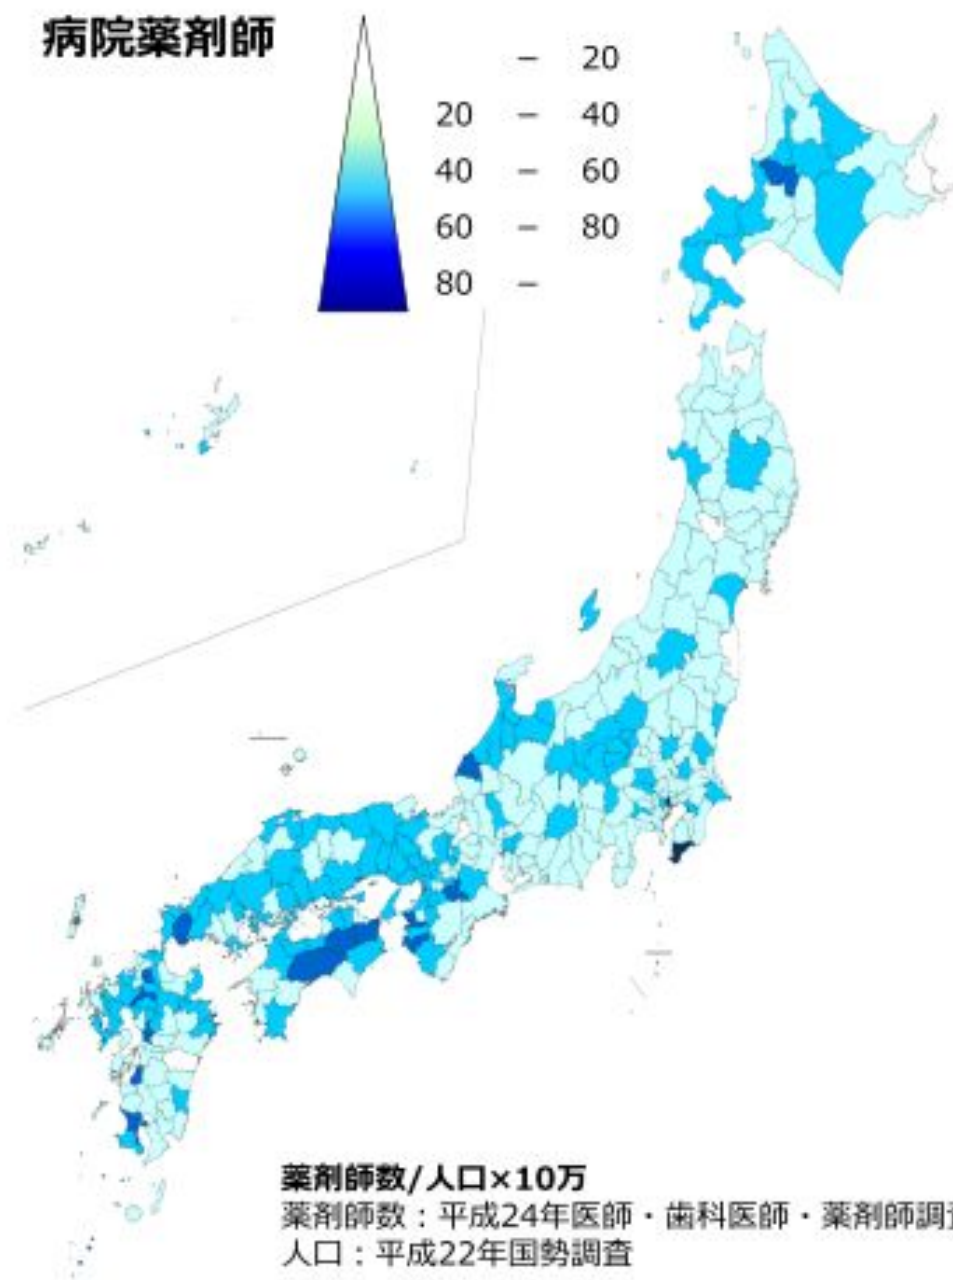 病院薬剤師
– 20
20 – 40
40 – 60
60 – 80
80 –
薬剤師数/人口×10万
薬剤師数：平成24年医師・歯科医師・薬剤師調
人口：平成22年国勢調査